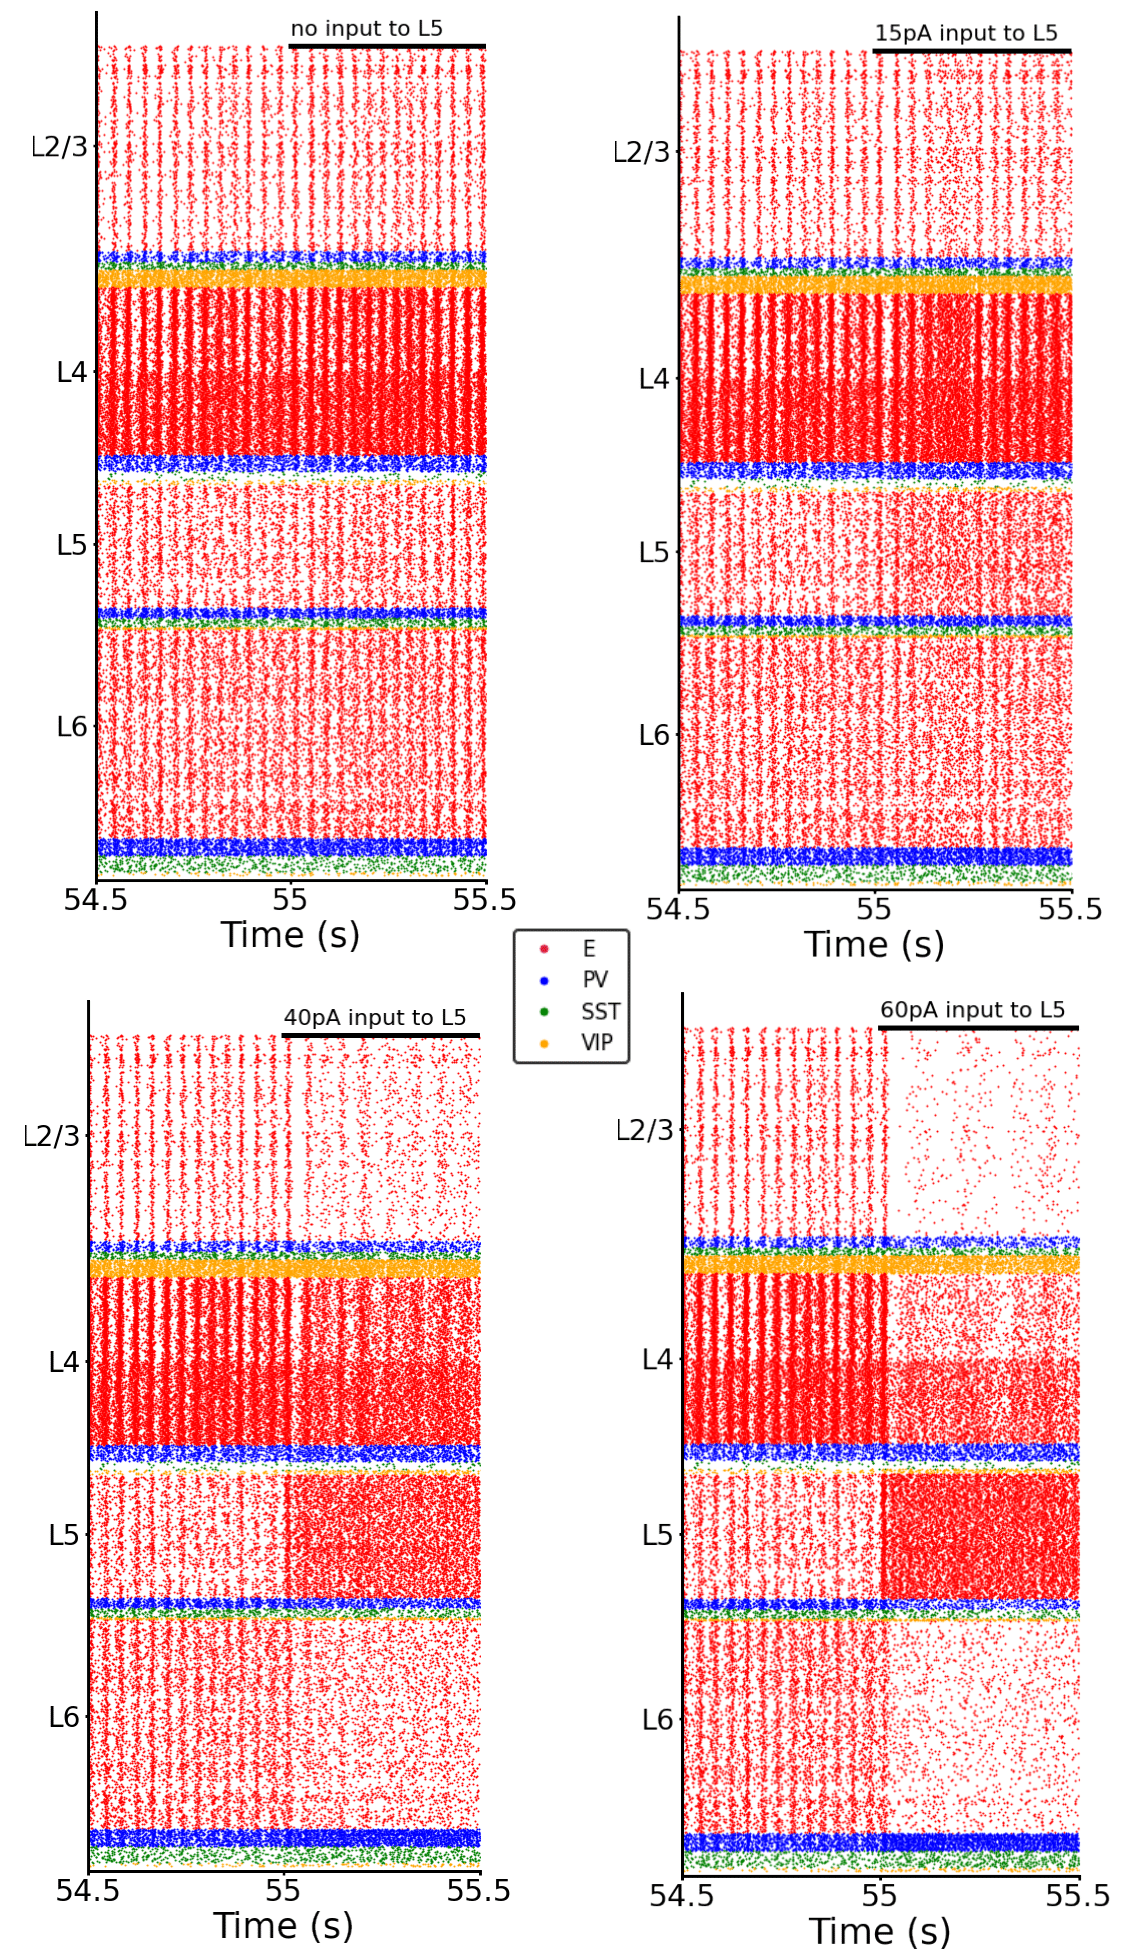 no input to L5
L2/3
L4
L5
L6
54.5 55 55.5
Time (s)
15pA input to L5
L2/3
L4
L5
L6
54.5 55 55.5
Time (s)
E
PV
SST
VIP
40pA input to L5
L2/3
L4
L5
L6
54.5 55 55.5
Time (s)
60pA input to L5
L2/3
L4
L5
L6
54.5 55 55.5
Time (s)